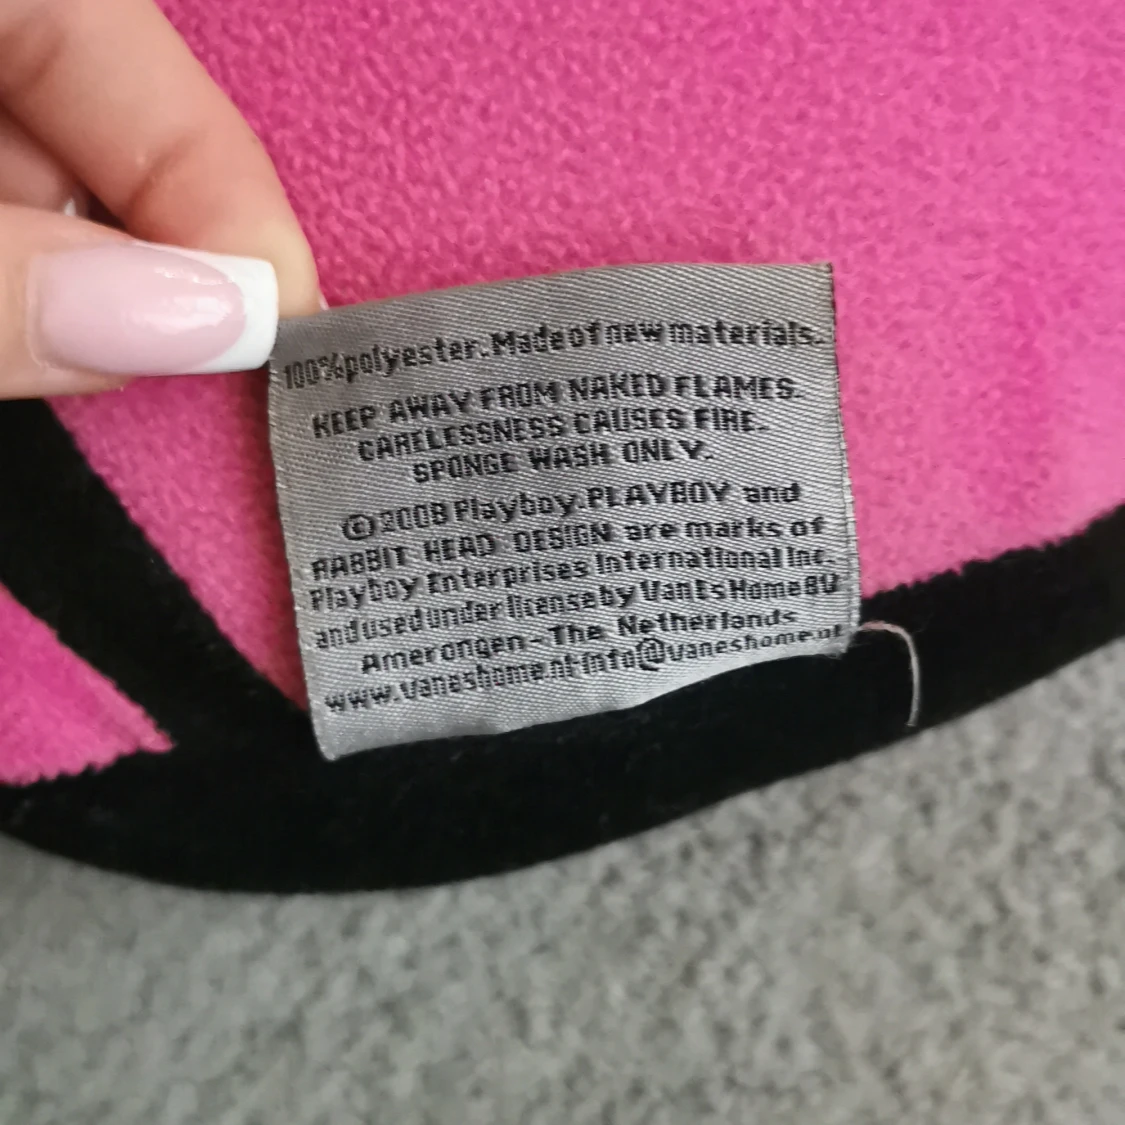 100% polyester. Made of new materials.
KEEP AWAY FROM NAKED FLAMES.
CARELESSNESS CAUSES FIRE.
SPONGE WASH ONLY.
©2008 Playboy. PLAYBOY and
RABBIT HEAD DESIGN are marks of
Playboy Enterprises International Inc.
and used under license by Van Es Home BV
Amerongen - The Netherlands
www.vaneshome.nl-info@vaneshome.nl